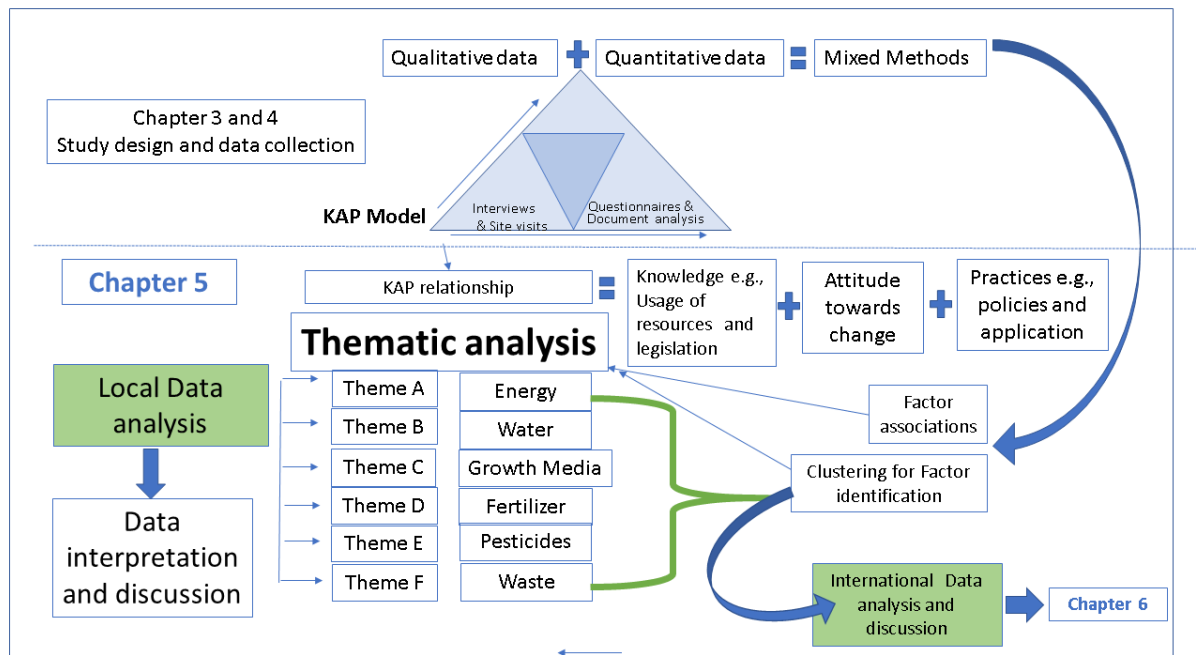 Qualitative data
Quantitative data
Mixed Methods
Chapter 3 and 4
Study design and data collection
KAP Model
Interviews
& Site visits
Questionnaires &
Document analysis
Chapter 5
KAP relationship
Knowledge e.g.,
Usage of
resources and
legislation
Attitude
towards
change
Practices e.g.,
policies and
application
Thematic analysis
Local Data
analysis
Data
interpretation
and discussion
Theme A
Energy
Theme B
Water
Theme C
Growth Media
Theme D
Fertilizer
Theme E
Pesticides
Theme F
Waste
Factor
associations
Clustering for Factor
identification
International Data
analysis and
discussion
Chapter 6